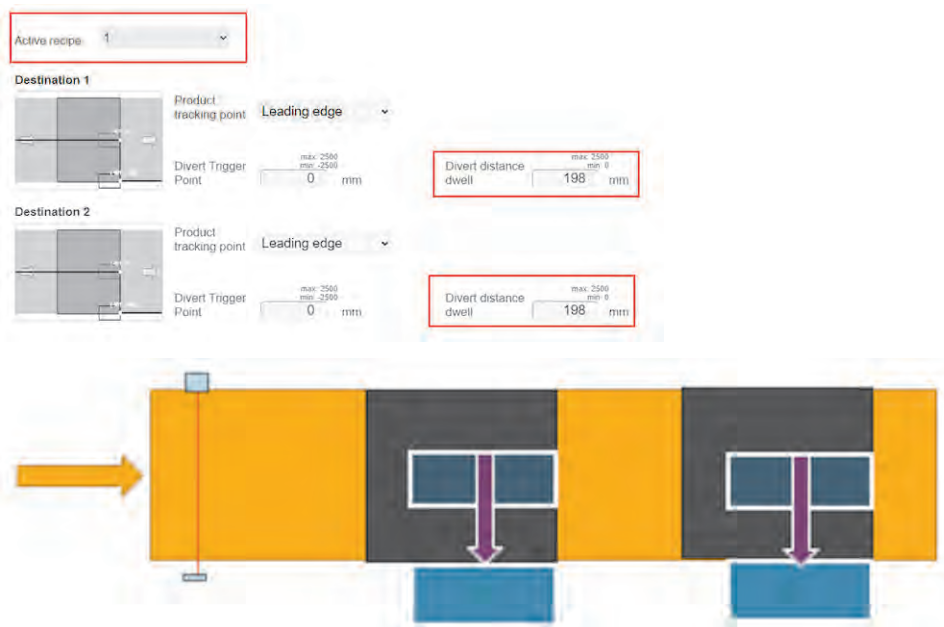 Active recipe 1
Destination 1
Product
tracking point Leading edge
max: 2500
min: -2500
Divert Trigger
Point 0 mm
max: 2500
min: 0
Divert distance
dwell 198 mm
Destination 2
Product
tracking point Leading edge
max: 2500
min: -2500
Divert Trigger
Point 0 mm
max: 2500
min: 0
Divert distance
dwell 198 mm